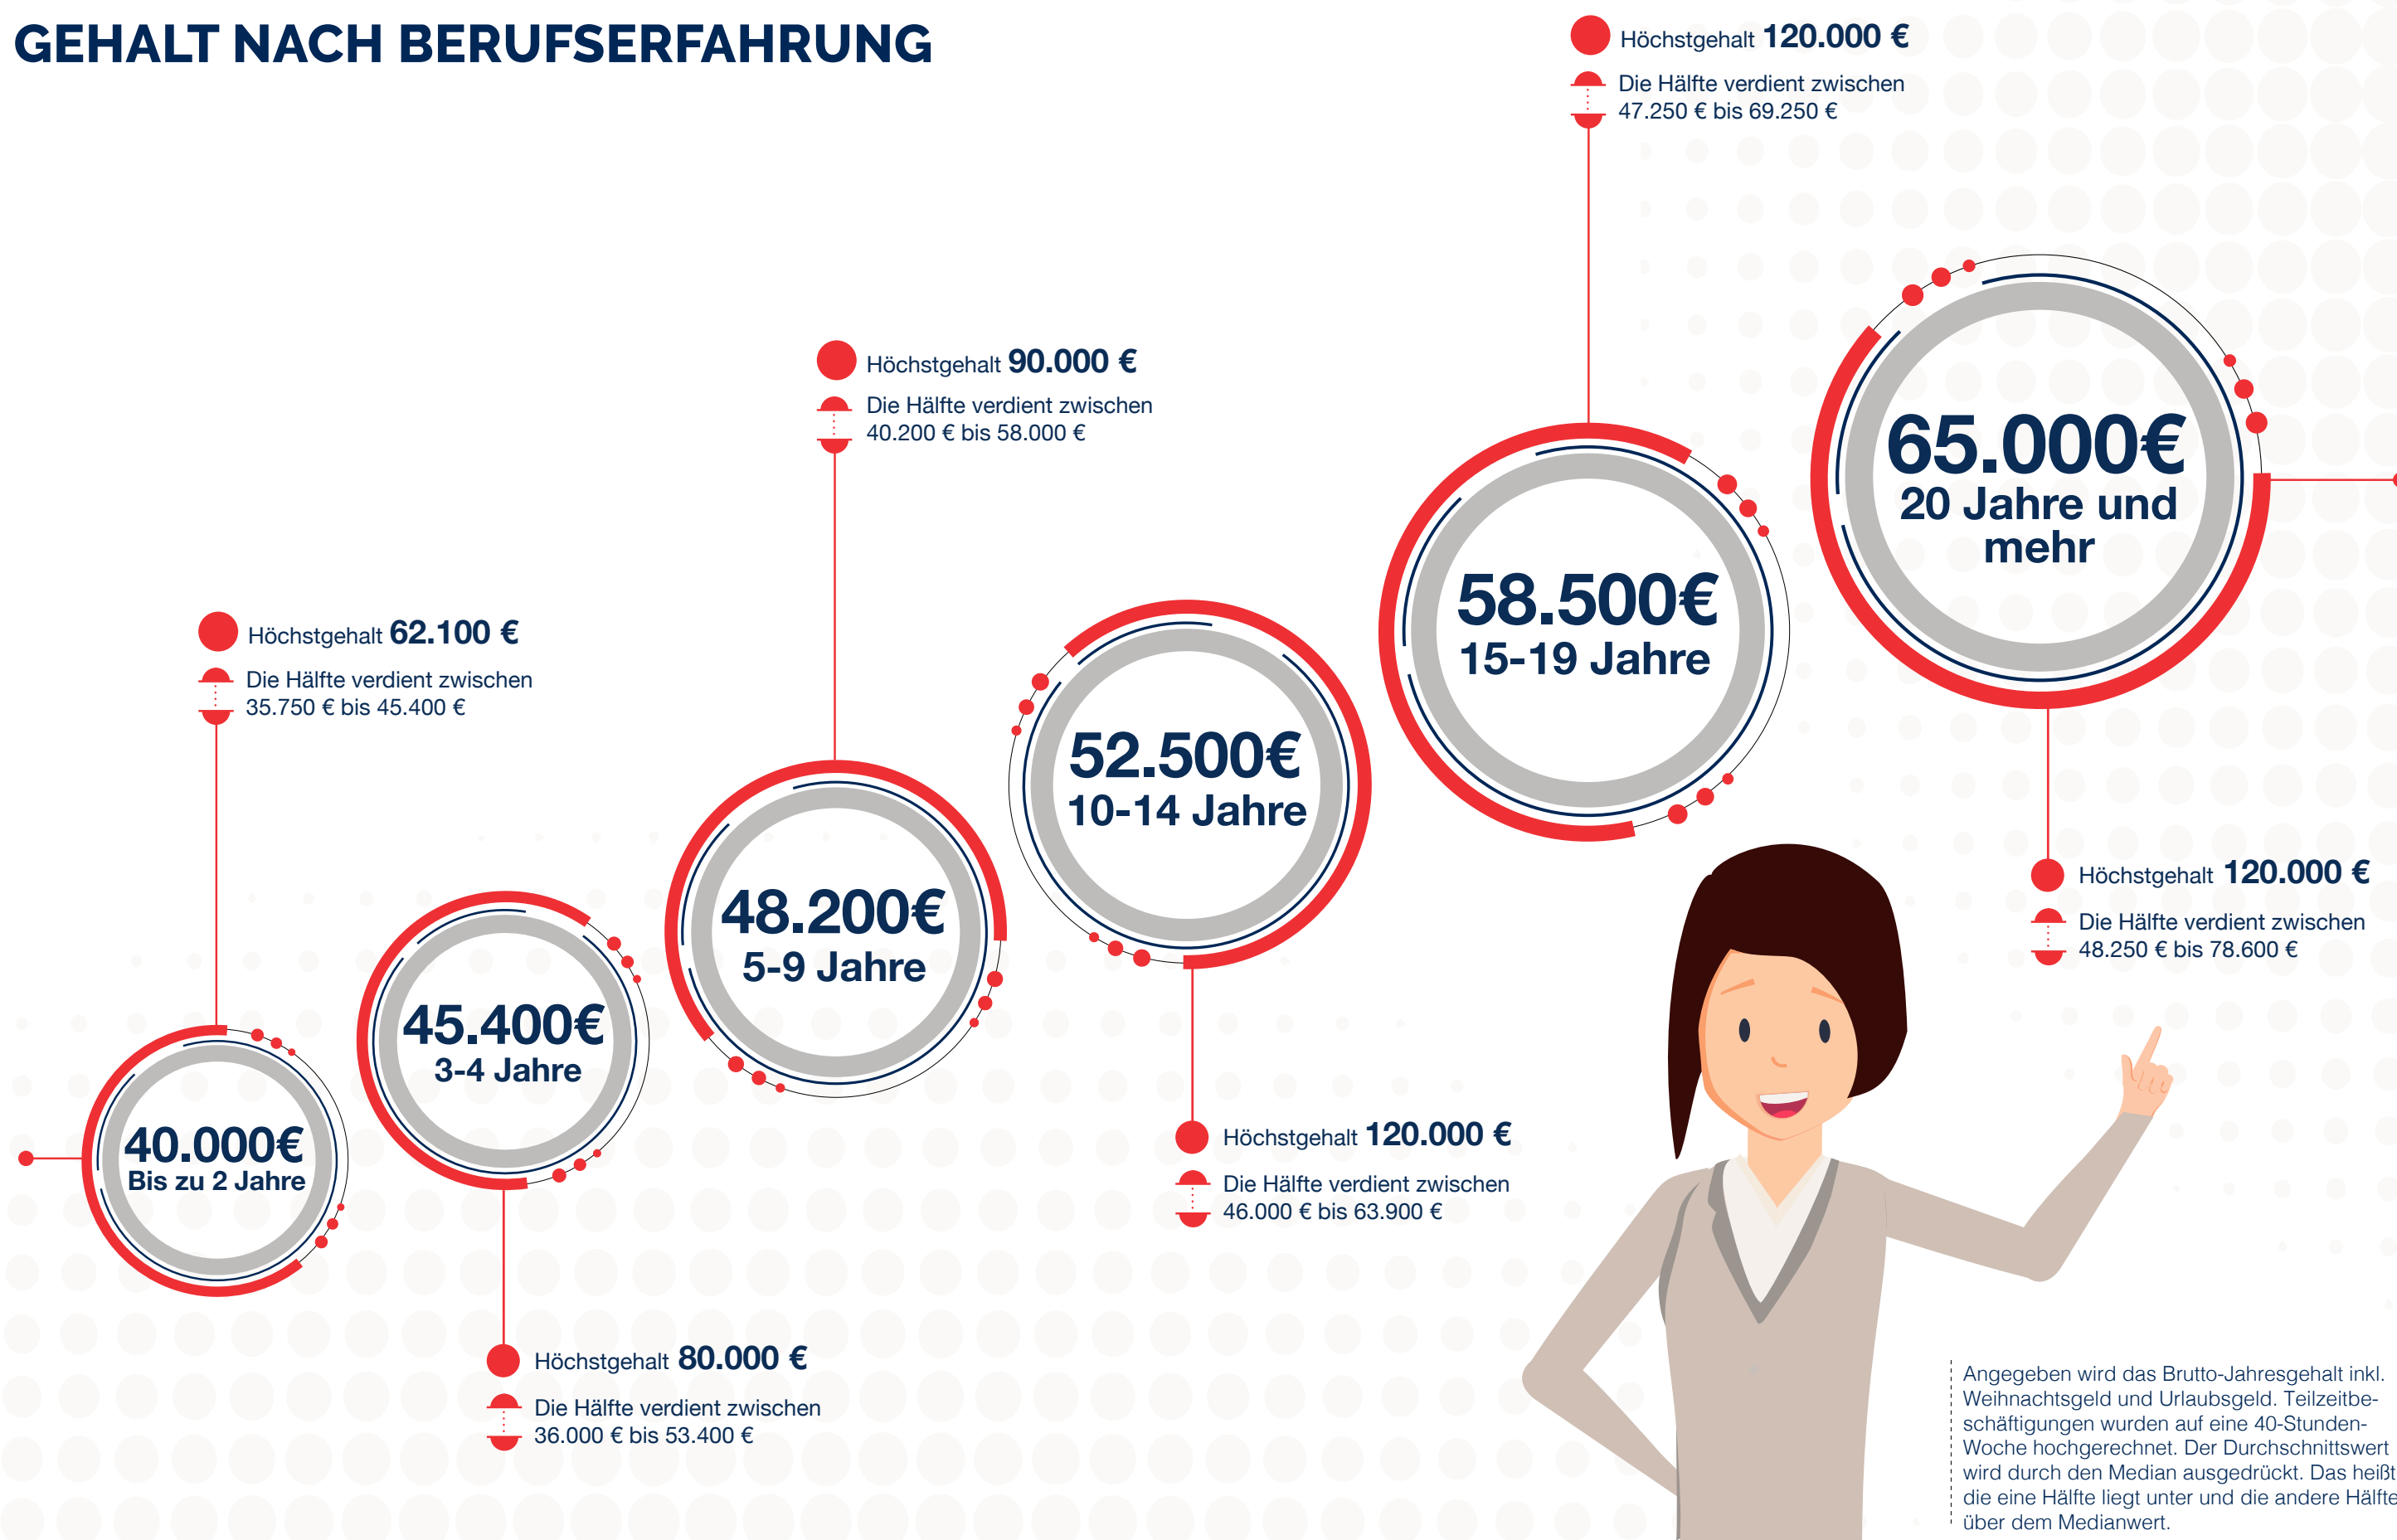 GEHALT NACH BERUFSERFAHRUNG
Höchstgehalt 62.100 €
Die Hälfte verdient zwischen
35.750 € bis 45.400 €
40.000€
Bis zu 2 Jahre
45.400€
3-4 Jahre
Höchstgehalt 80.000 €
Die Hälfte verdient zwischen
36.000 € bis 53.400 €
Höchstgehalt 90.000 €
Die Hälfte verdient zwischen
40.200 € bis 58.000 €
48.200€
5-9 Jahre
52.500€
10-14 Jahre
Höchstgehalt 120.000 €
Die Hälfte verdient zwischen
46.000 € bis 63.900 €
Höchstgehalt 120.000 €
Die Hälfte verdient zwischen
47.250 € bis 69.250 €
58.500€
15-19 Jahre
65.000€
20 Jahre und
mehr
Höchstgehalt 120.000 €
Die Hälfte verdient zwischen
48.250 € bis 78.600 €
Angegeben wird das Brutto-Jahresgehalt inkl.
Weihnachtsgeld und Urlaubsgeld. Teilzeitbe-
schäftigungen wurden auf eine 40-Stunden-
Woche hochgerechnet. Der Durchschnittswert
wird durch den Median ausgedrückt. Das heißt
die eine Hälfte liegt unter und die andere Hälfte
über dem Medianwert.